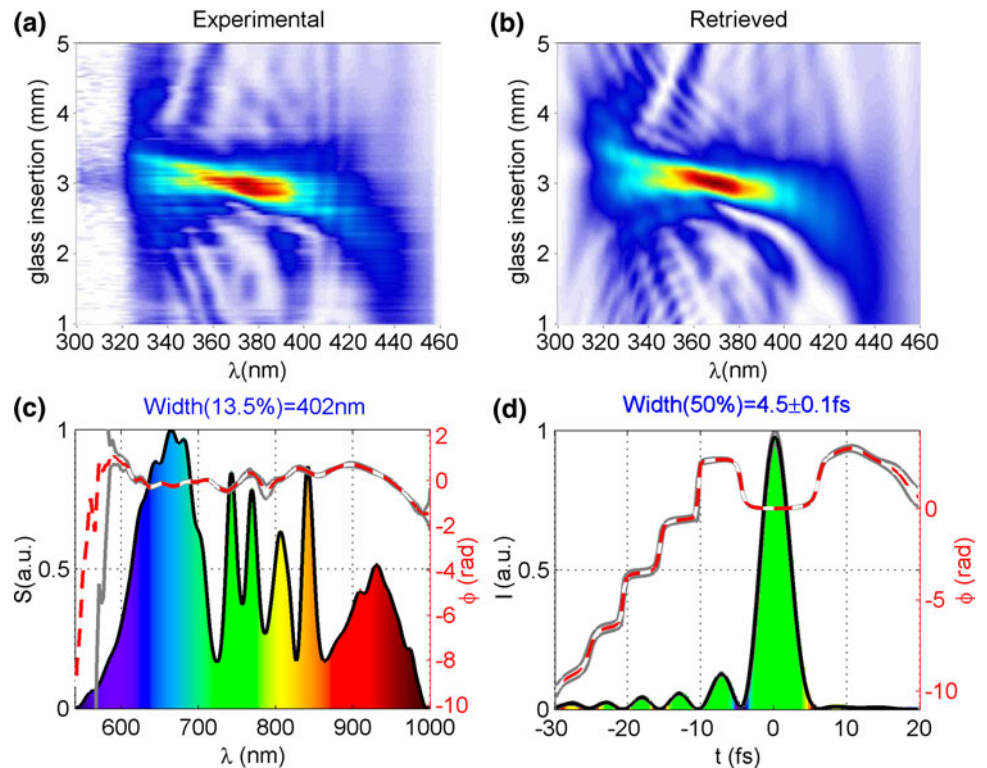 (a) Experimental
5
4
3
2
1
glass insertion (mm)
300 320 340 360 380 400 420 440 460
λ(nm)
(b) Retrieved
5
4
3
2
1
glass insertion (mm)
300 320 340 360 380 400 420 440 460
λ(nm)
(c) Width(13.5%)=402nm
1
0.5
0
S(a.u.)
2
0
-2
-4
-6
-8
-10
ϕ (rad)
600 700 800 900 1000
λ (nm)
(d) Width(50%)=4.5±0.1fs
1
0.5
0
I(a.u.)
0
-5
-10
ϕ (rad)
-30 -20 -10 0 10 20
t (fs)